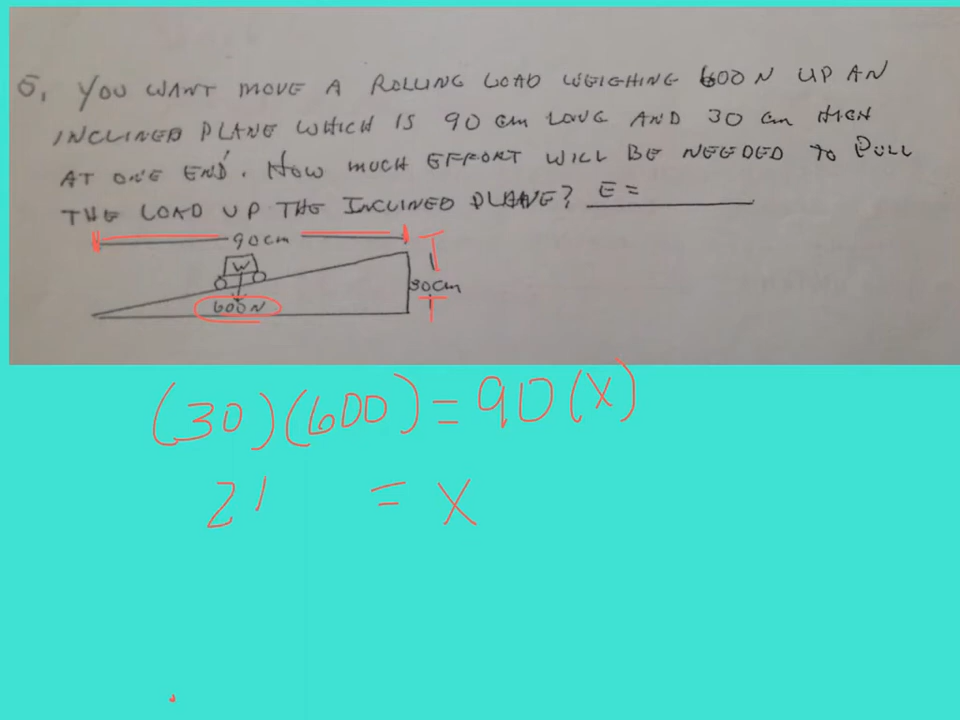 5. YOU WANT MOVE A ROLLING LOAD WEIGHING 600 N UP AN
INCLINED PLANE WHICH IS 90 cm LONG AND 30 cm HIGH
AT ONE END. HOW MUCH EFFORT WILL BE NEEDED TO PULL
THE LOAD UP THE INCLINED PLANE? E = ________
90cm
W
30cm
600N
(30)(600) = 90(X)
= X